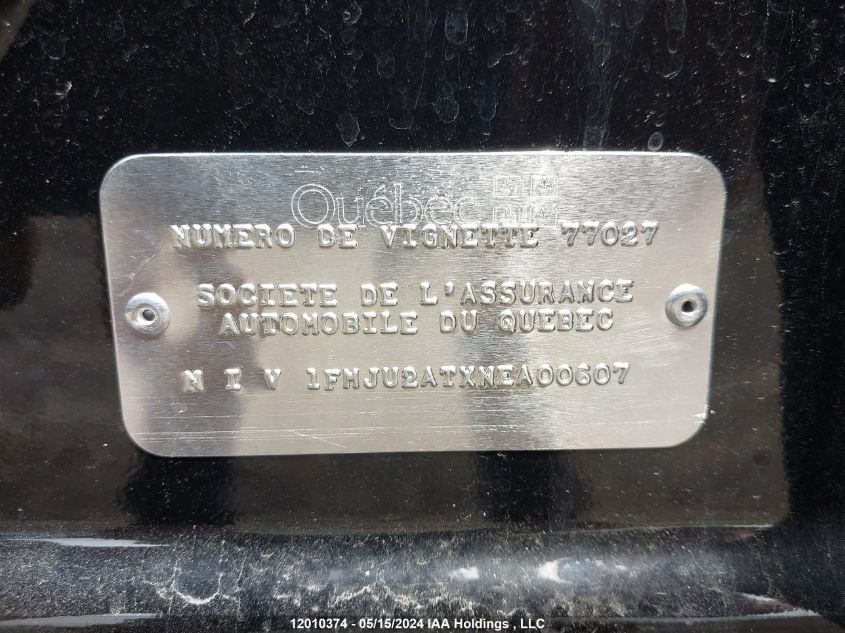 Québec
NUMERO DE VIGNETTE 77027
SOCIETE DE L'ASSURANCE
AUTOMOBILE DU QUEBEC
N I V 1FMJU2ATXNEA00607
12010374 - 05/15/2024 IAA Holdings , LLC